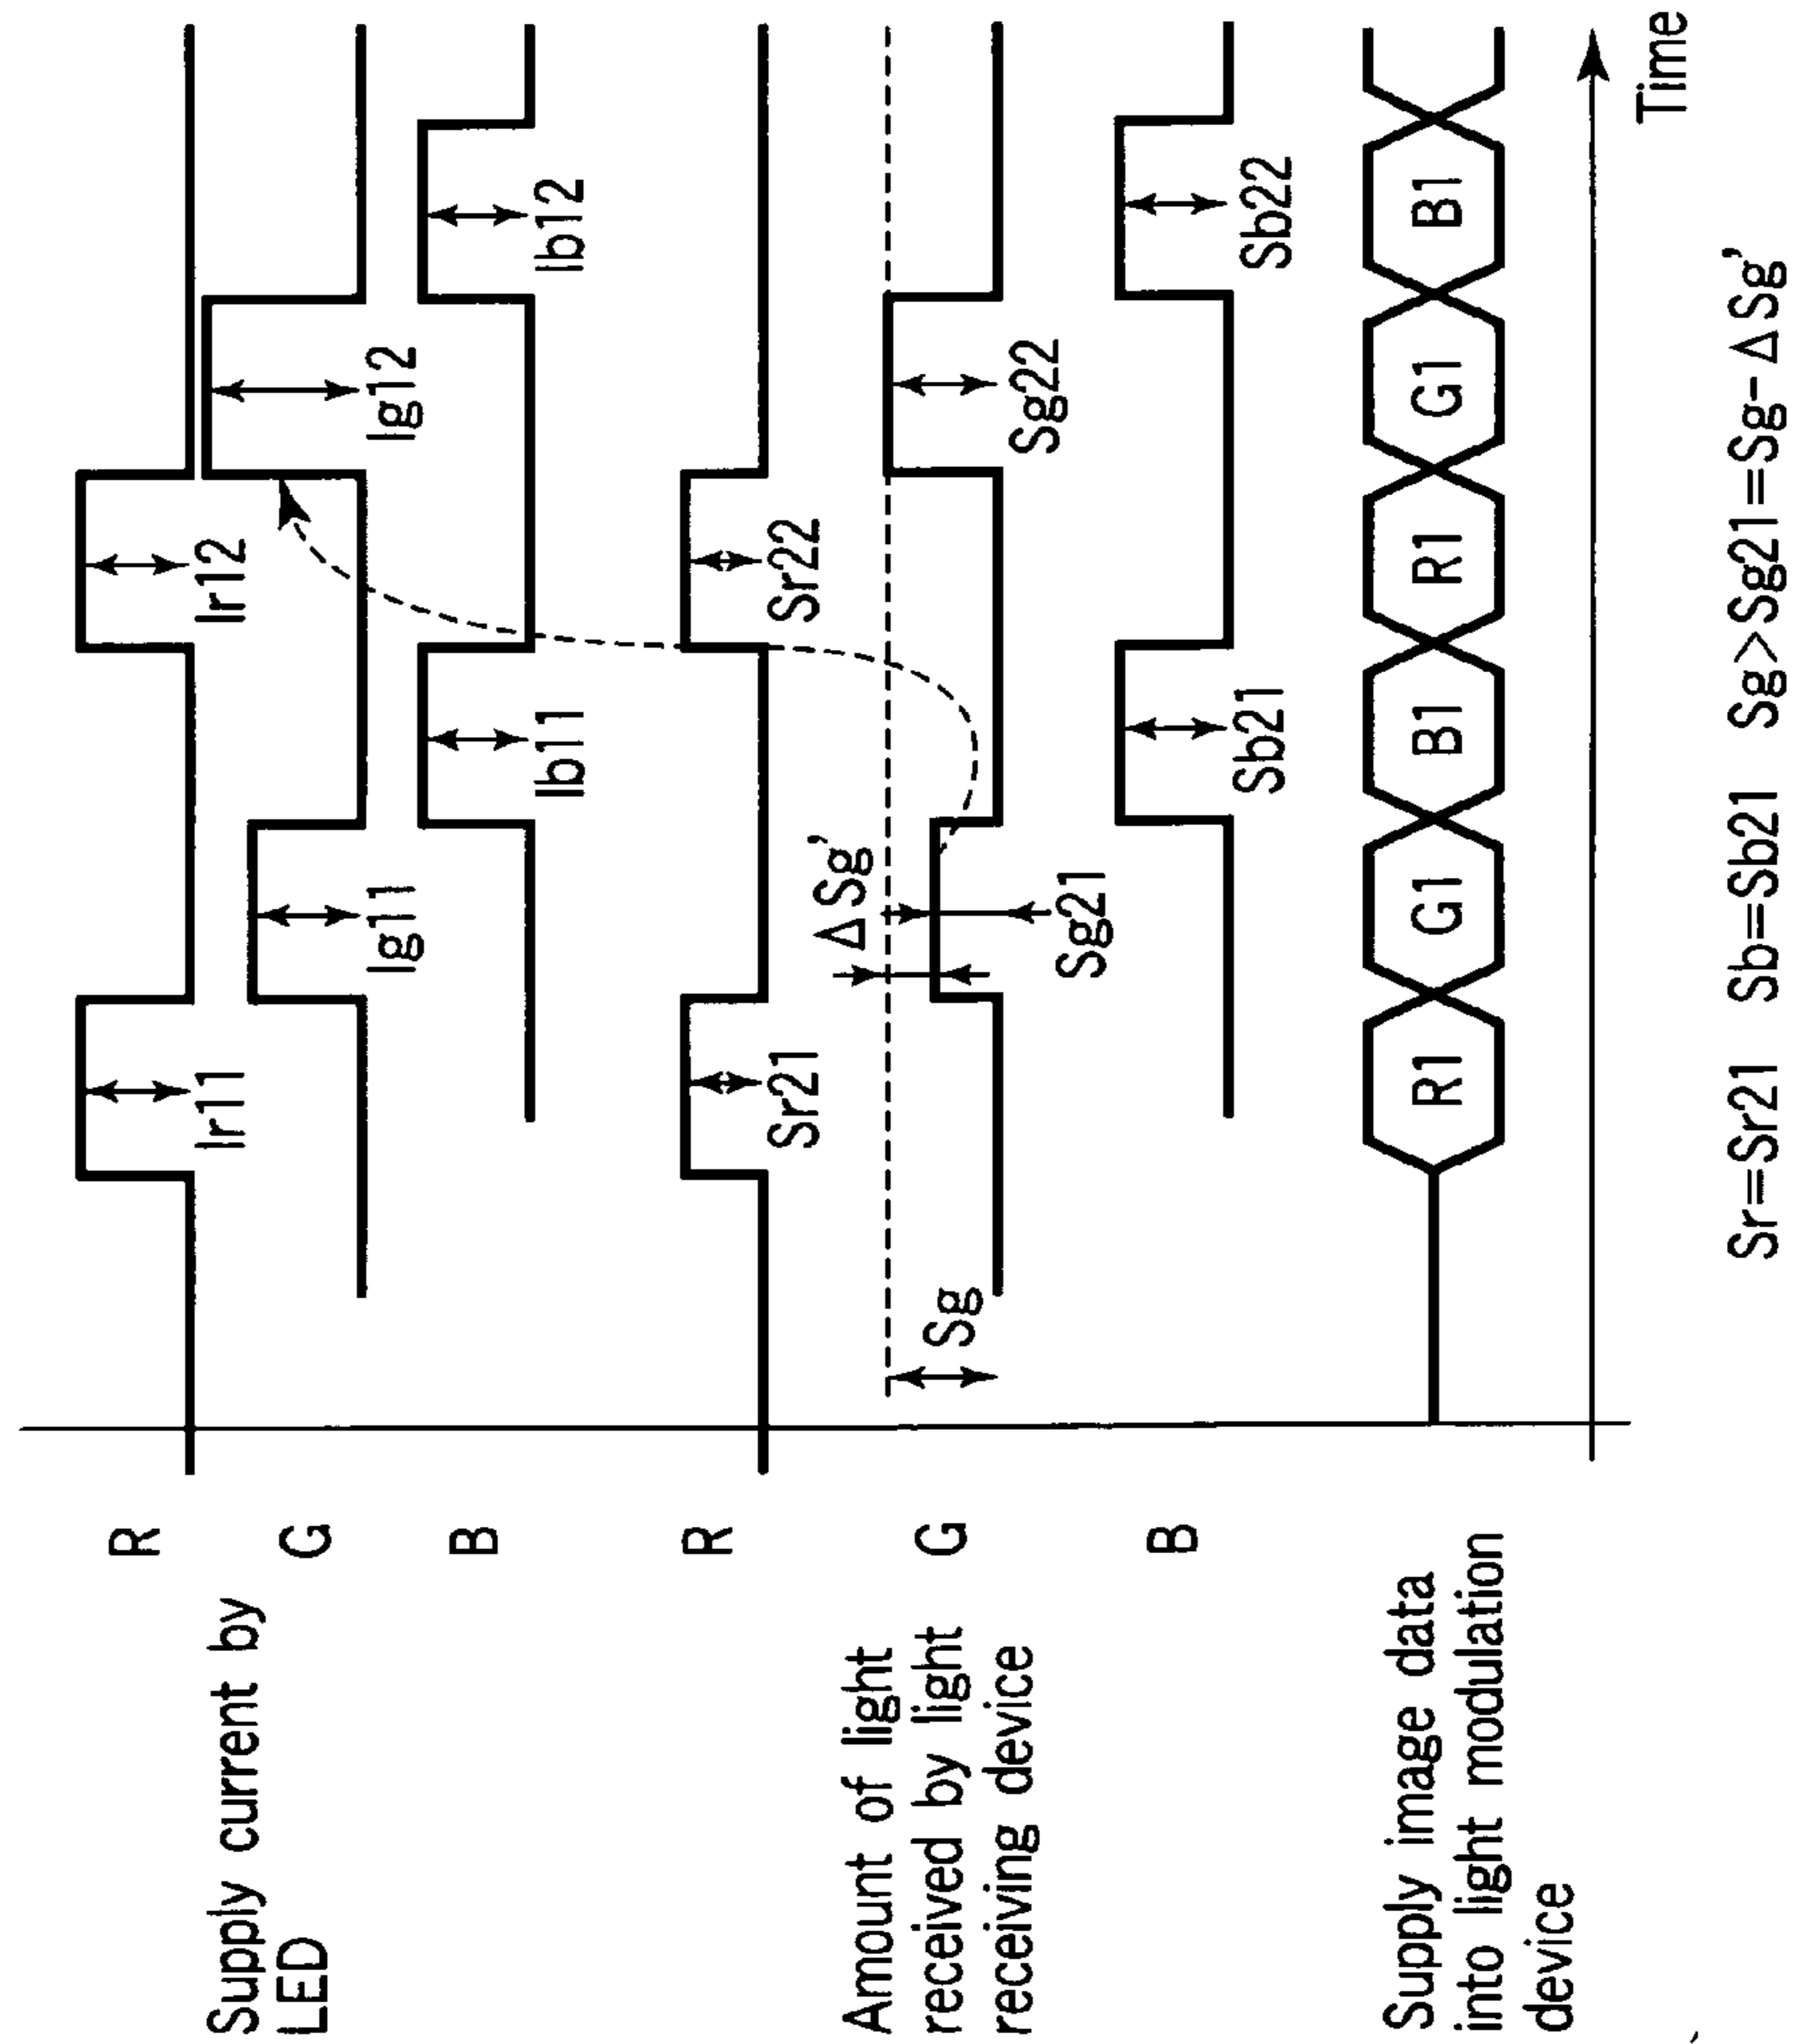 Supply current by
LED
R
G
B
Ir11
Ir12
Ig11
Ig12
Ib11
Ib12
Amount of light
received by light
receiving device
R
G
B
Sr21
Sr22
Sg
ΔSg'
Sg21
Sg22
Sb21
Sb22
Supply image data
into light modulation
device
R1
G1
B1
R1
G1
B1
Time
Sr=Sr21 Sb=Sb21 Sg>Sg21=Sg-ΔSg'